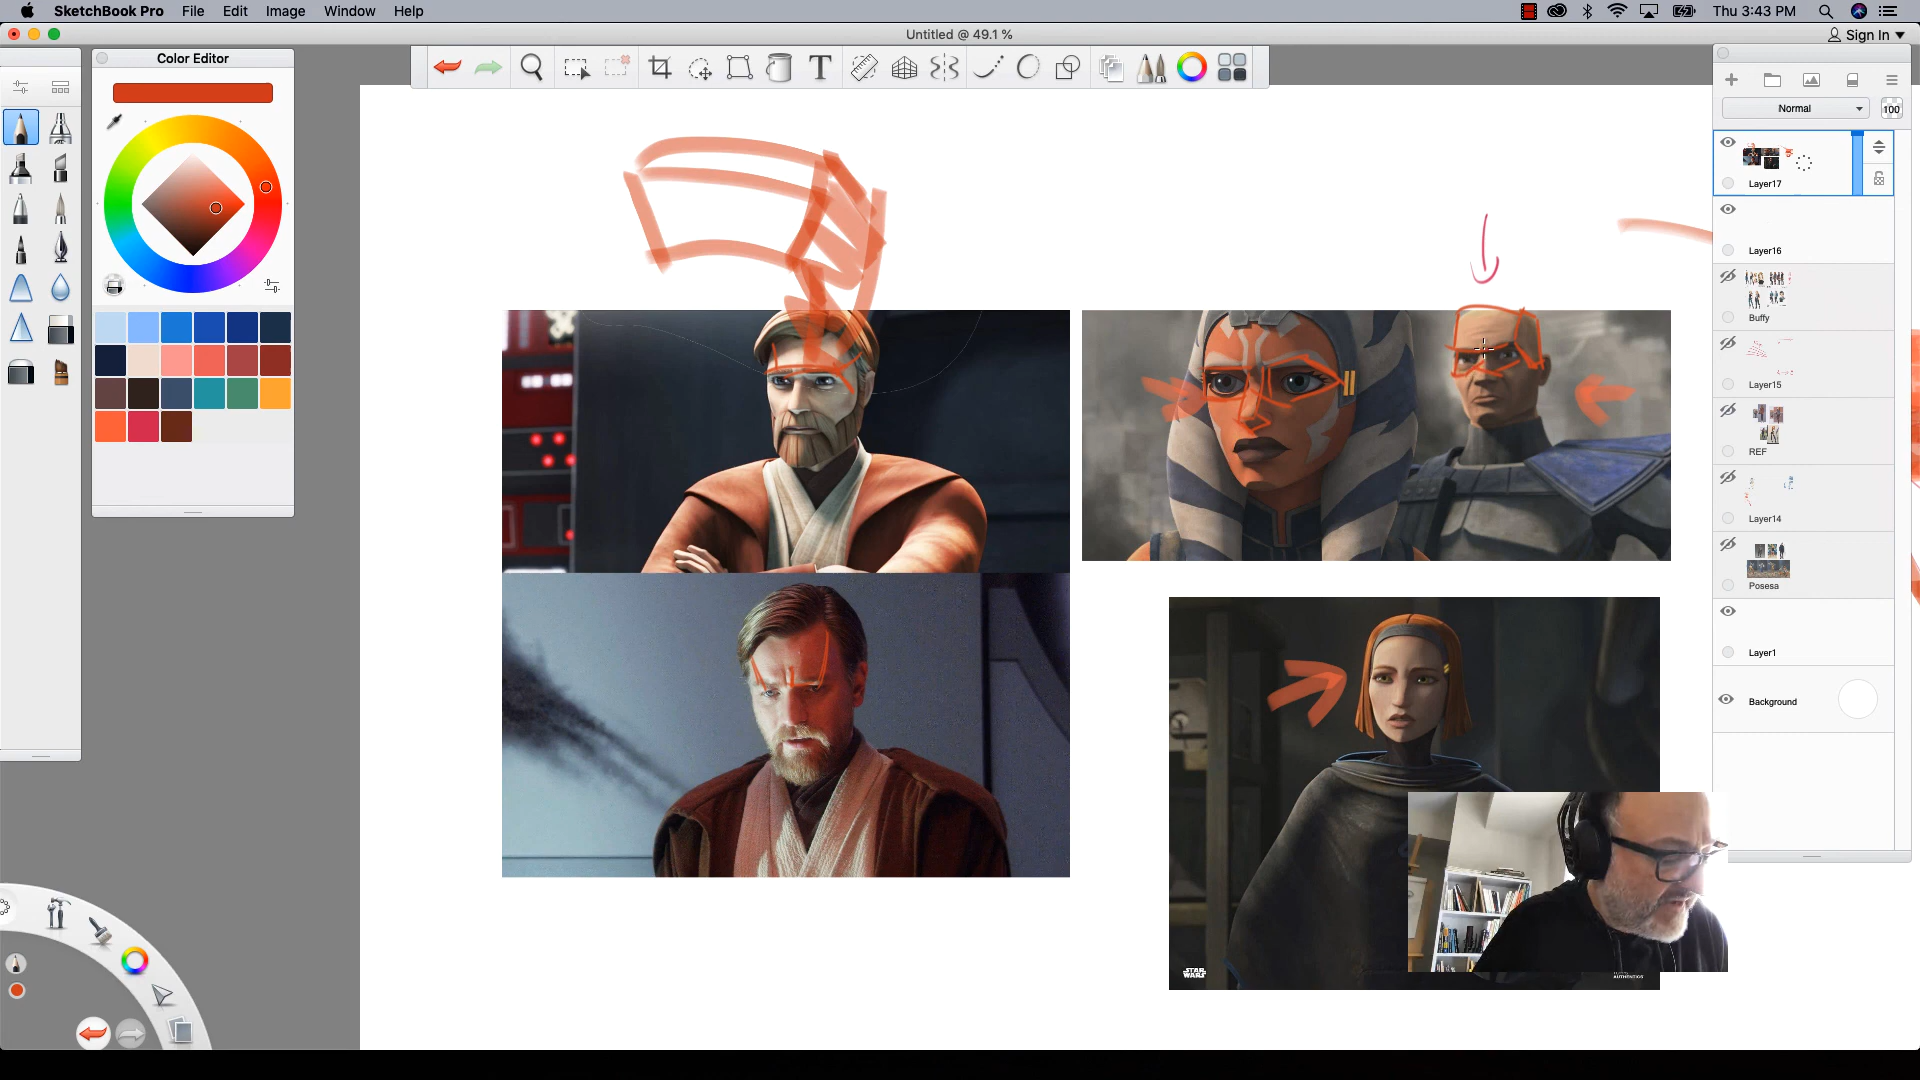 SketchBook Pro File Edit Image Window Help
Thu 3:43 PM
Untitled @ 49.1 %
Sign In
Color Editor
T
Normal
100
Layer17
Layer16
Buffy
Layer15
REF
Layer14
Posesa
Layer1
Background
STAR
WARS
AUTHENTICS